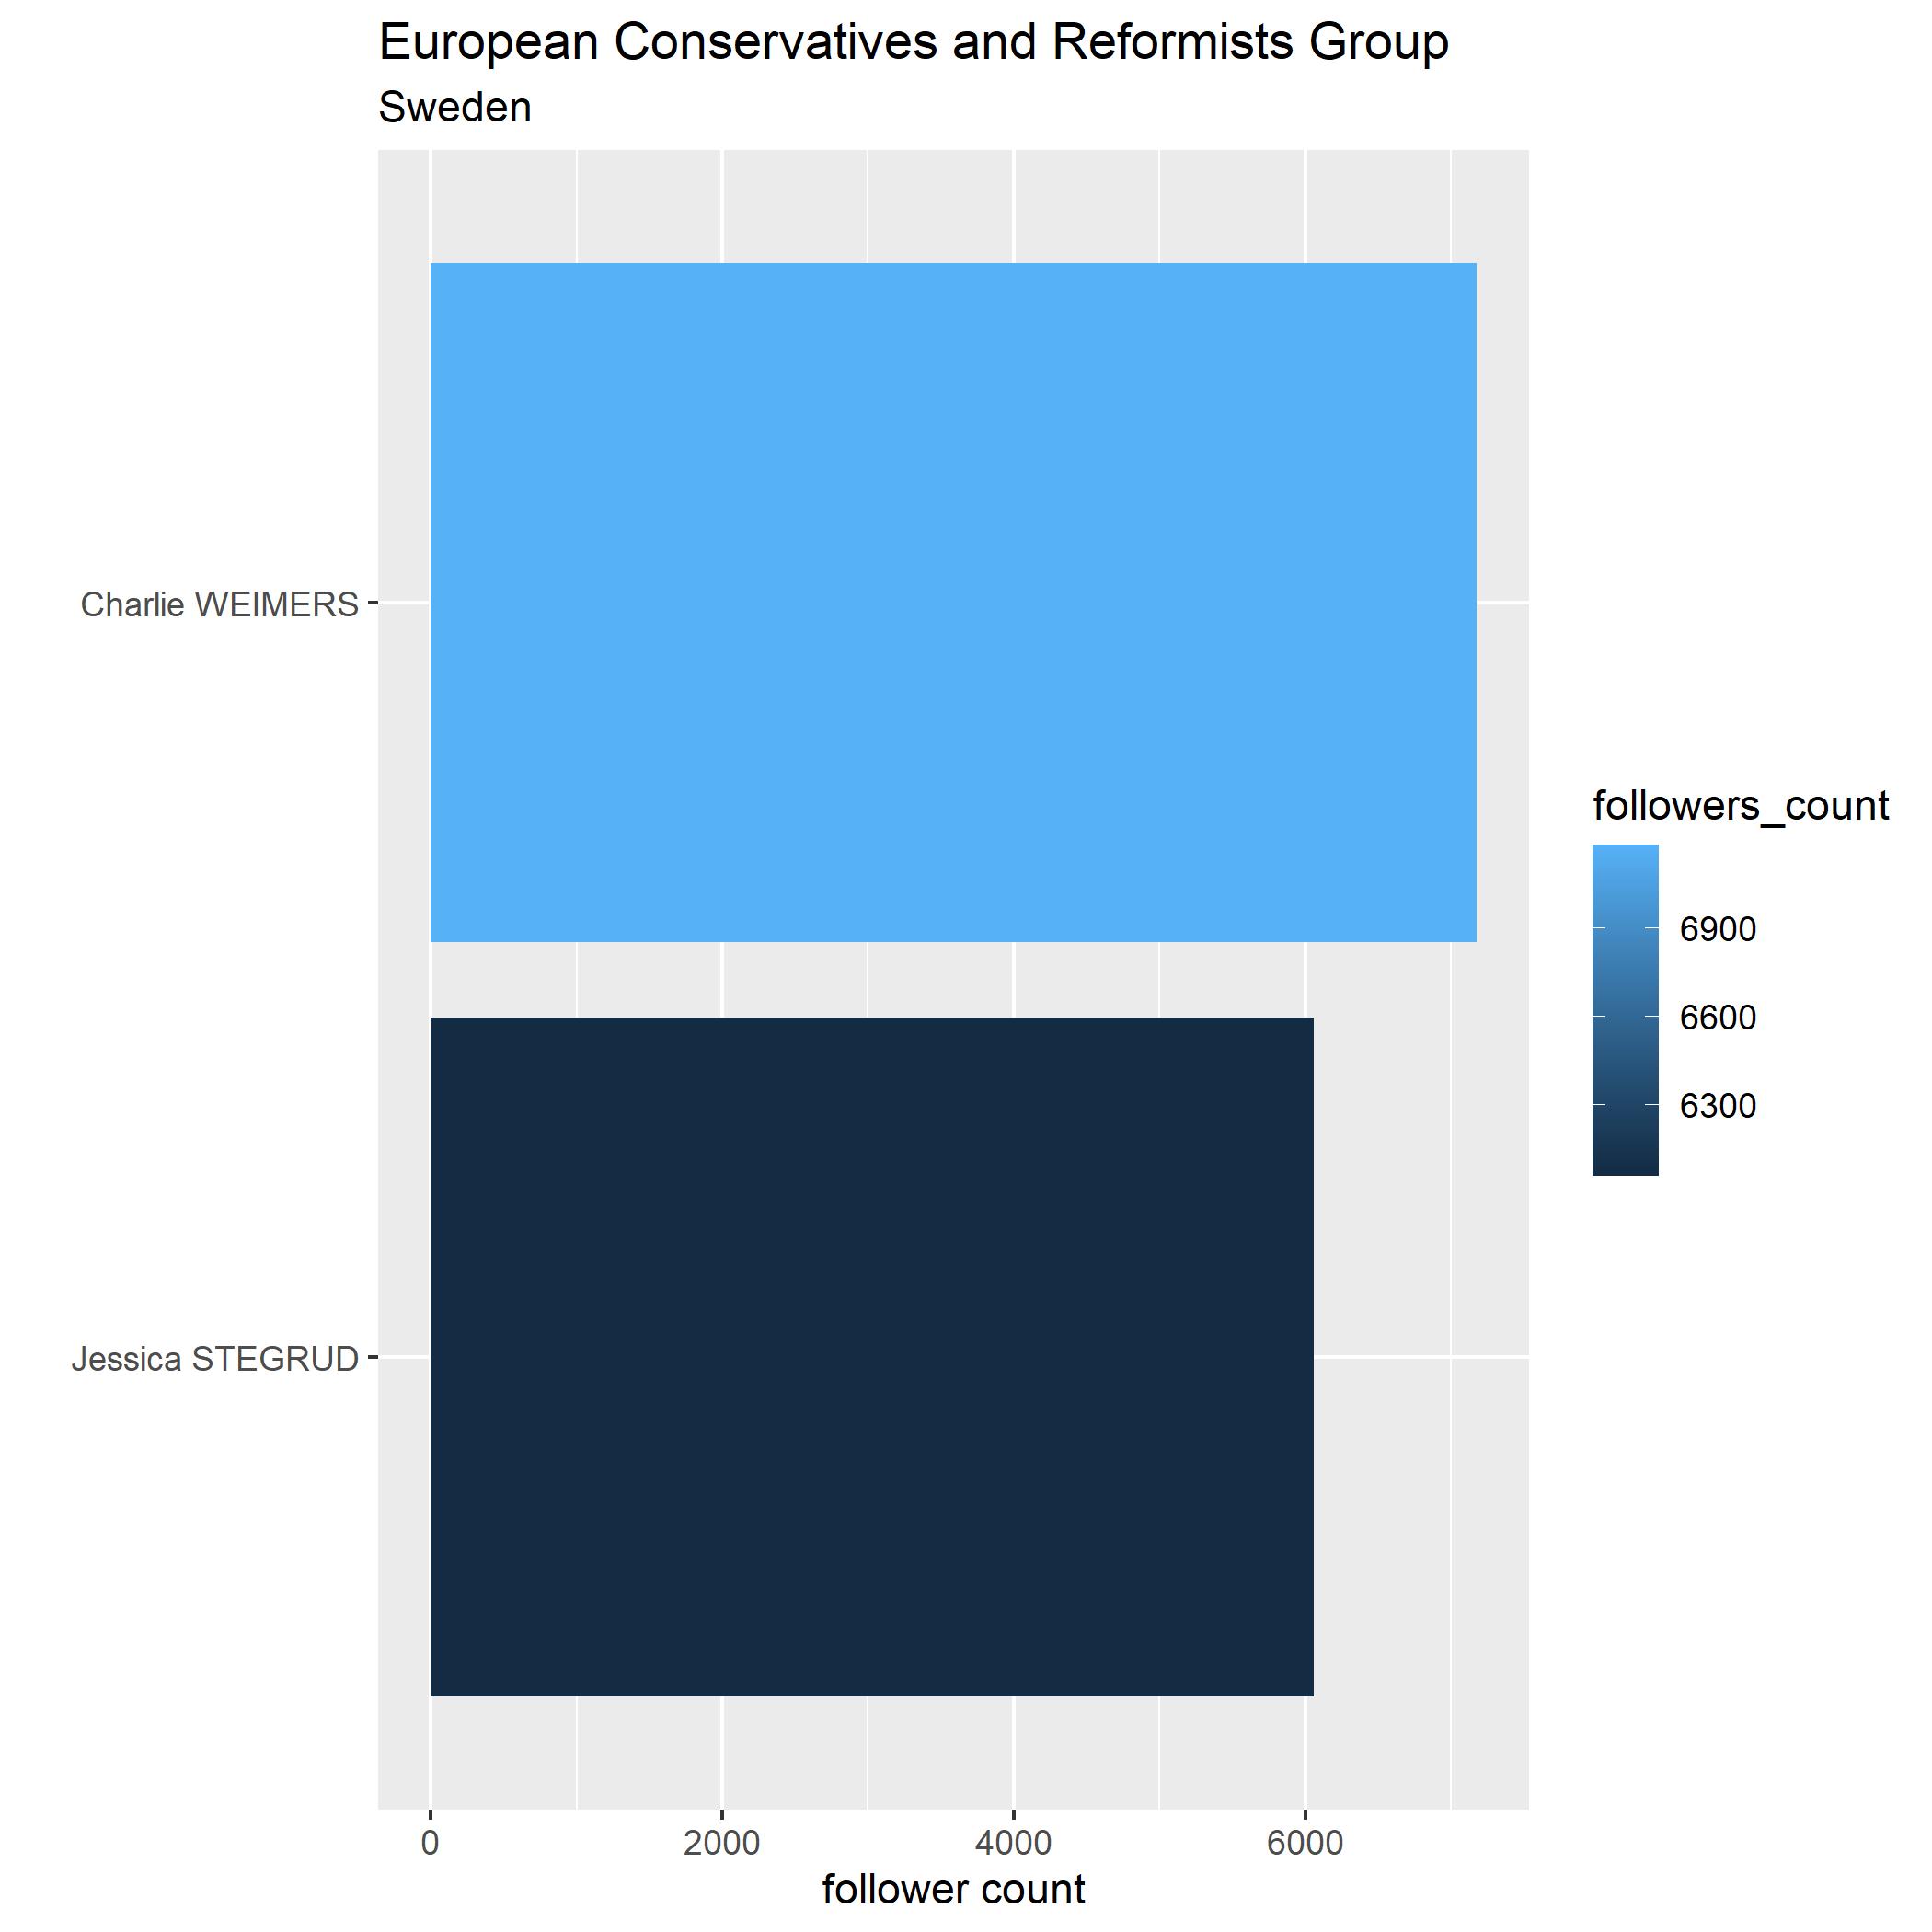 European Conservatives and Reformists Group
Sweden
Charlie WEIMERS
Jessica STEGRUD
0 2000 4000 6000
follower count
followers_count
6900
6600
6300